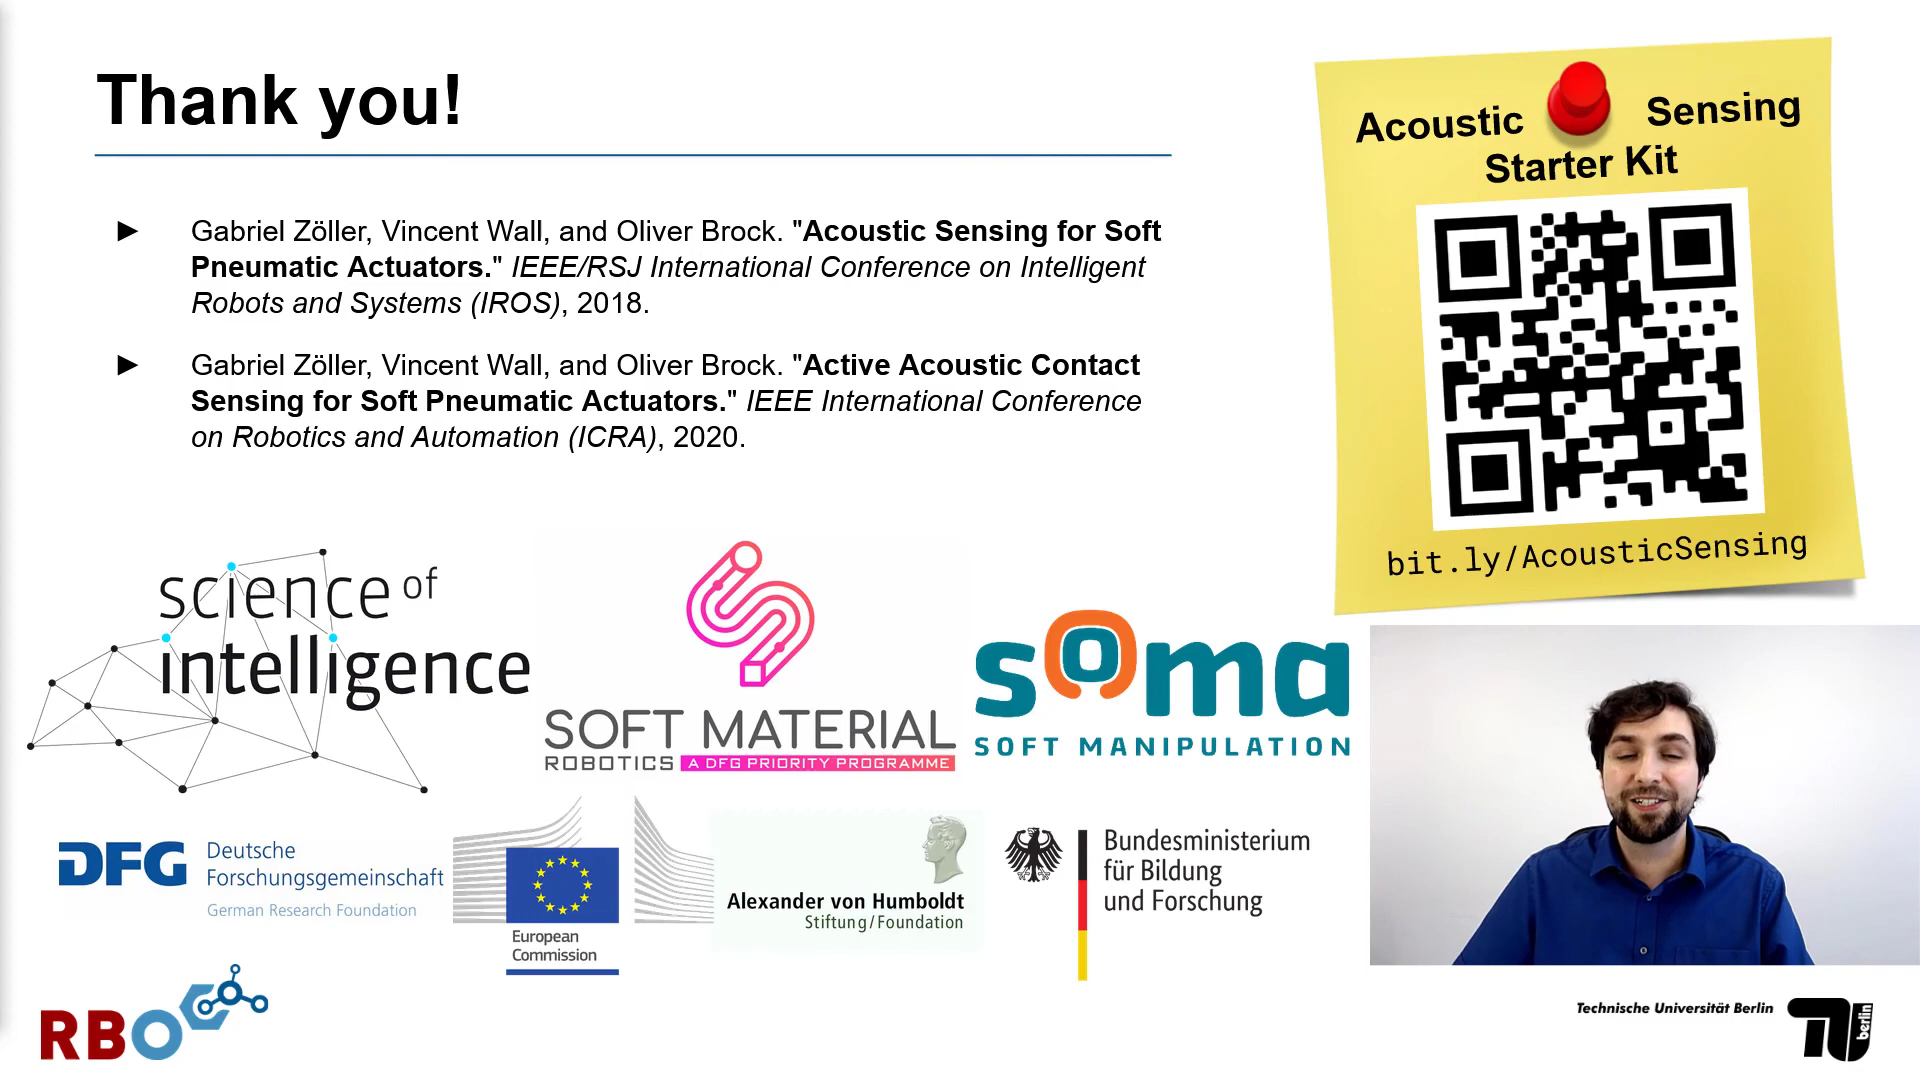 Thank you!
► Gabriel Zöller, Vincent Wall, and Oliver Brock. "Acoustic Sensing for Soft
Pneumatic Actuators." IEEE/RSJ International Conference on Intelligent
Robots and Systems (IROS), 2018.
► Gabriel Zöller, Vincent Wall, and Oliver Brock. "Active Acoustic Contact
Sensing for Soft Pneumatic Actuators." IEEE International Conference
on Robotics and Automation (ICRA), 2020.
Acoustic Sensing
Starter Kit
bit.ly/AcousticSensing
science of
intelligence
SOFT MATERIAL
ROBOTICS A DFG PRIORITY PROGRAMME
soma
SOFT MANIPULATION
DFG Deutsche
Forschungsgemeinschaft
German Research Foundation
European
Commission
Alexander von Humboldt
Stiftung/Foundation
Bundesministerium
für Bildung
und Forschung
RBO
Technische Universität Berlin
berlin